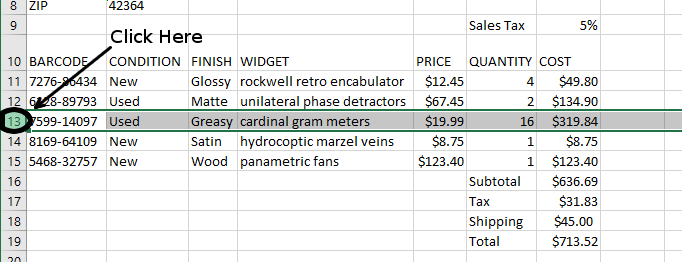 8 ZIP 42364
9 Sales Tax 5%
Click Here
10 BARCODE CONDITION FINISH WIDGET PRICE QUANTITY COST
11 New Glossy rockwell retro encabulator $12.45 4 $49.80
12 Used Matte unilateral phase detractors $67.45 2 $134.90
13 7599-14097 Used Greasy cardinal gram meters $19.99 16 $319.84
14 8169-64109 New Satin hydrocoptic marzel veins $8.75 1 $8.75
15 5468-32757 New Wood panametric fans $123.40 1 $123.40
16 Subtotal $636.69
17 Tax $31.83
18 Shipping $45.00
19 Total $713.52
20